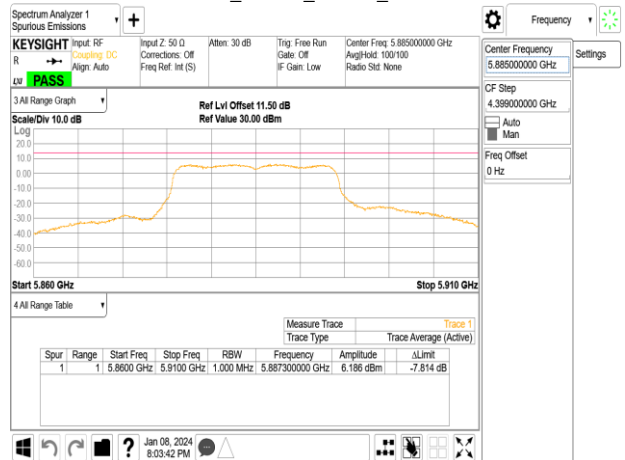 Spectrum Analyzer 1
Spurious Emissions
+
Frequency
Settings
KEYSIGHT
R
LXI
PASS
Input: RF
Coupling: DC
Align: Auto
Input Z: 50 Ω
Corrections: Off
Freq Ref: Int (S)
Atten: 30 dB
Trig: Free Run
Gate: Off
IF Gain: Low
Center Freq: 5.885000000 GHz
Avg|Hold: 100/100
Radio Std: None
Center Frequency
5.885000000 GHz
CF Step
4.399000000 GHz
Auto
Man
Freq Offset
0 Hz
3 All Range Graph
Scale/Div 10.0 dB
Ref Lvl Offset 11.50 dB
Ref Value 30.00 dBm
Log
20.0
10.0
0.00
-10.0
-20.0
-30.0
-40.0
-50.0
-60.0
Start 5.860 GHz
Stop 5.910 GHz
4 All Range Table
Measure Trace Trace 1
Trace Type Trace Average (Active)
Spur Range Start Freq Stop Freq RBW Frequency Amplitude ΔLimit
1 1 5.8600 GHz 5.9100 GHz 1.000 MHz 5.887300000 GHz 6.186 dBm -7.814 dB
?
Jan 08, 2024
8:03:42 PM